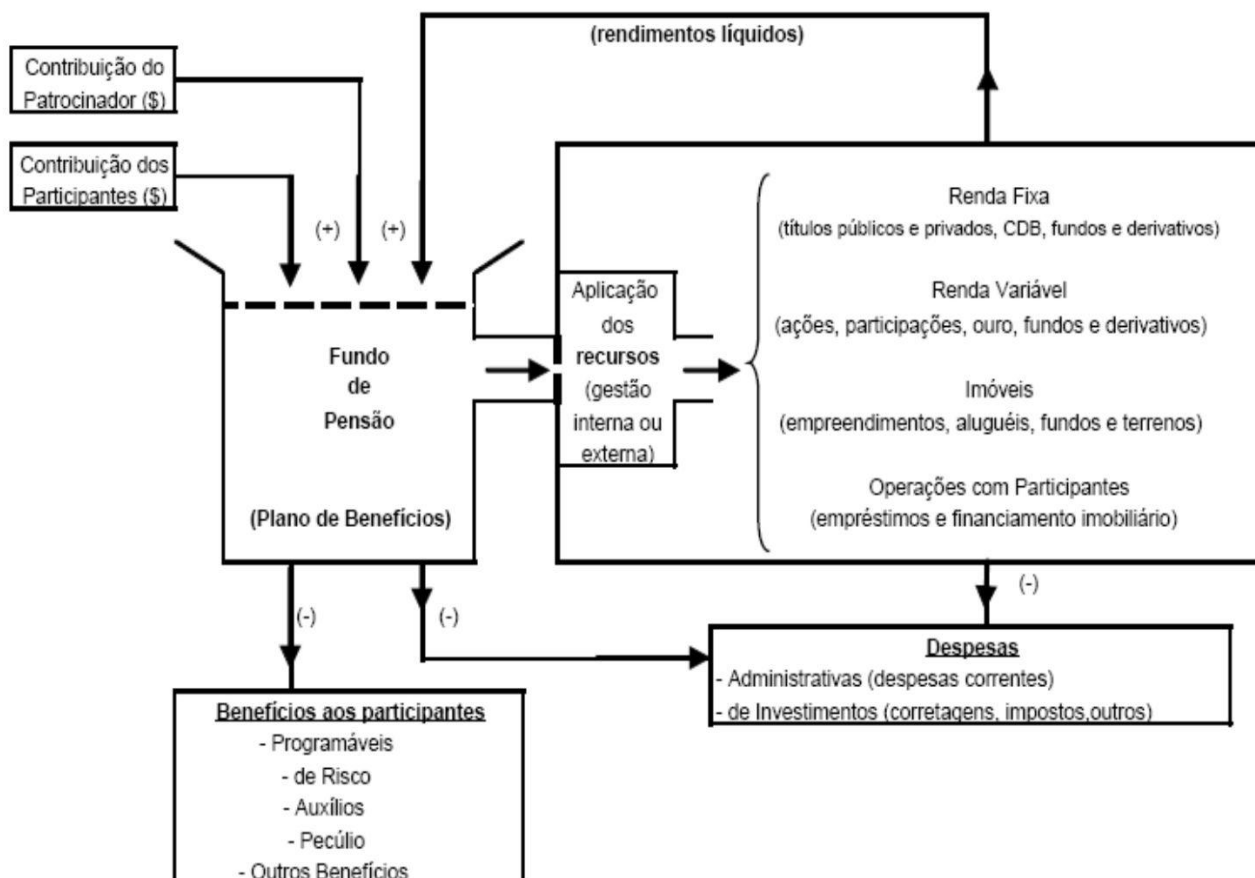 (rendimentos líquidos)
Contribuição do
Patrocinador ($)
Contribuição dos
Participantes ($)
(+)
(+)
Fundo
de
Pensão
(Plano de Benefícios)
Aplicação
dos
recursos
(gestão
interna ou
externa)
Renda Fixa
(títulos públicos e privados, CDB, fundos e derivativos)
Renda Variável
(ações, participações, ouro, fundos e derivativos)
Imóveis
(empreendimentos, aluguéis, fundos e terrenos)
Operações com Participantes
(empréstimos e financiamento imobiliário)
(-)
(-)
(-)
Despesas
- Administrativas (despesas correntes)
- de Investimentos (corretagens, impostos,outros)
Benefícios aos participantes
- Programáveis
- de Risco
- Auxílios
- Pecúlio
- Outros Benefícios